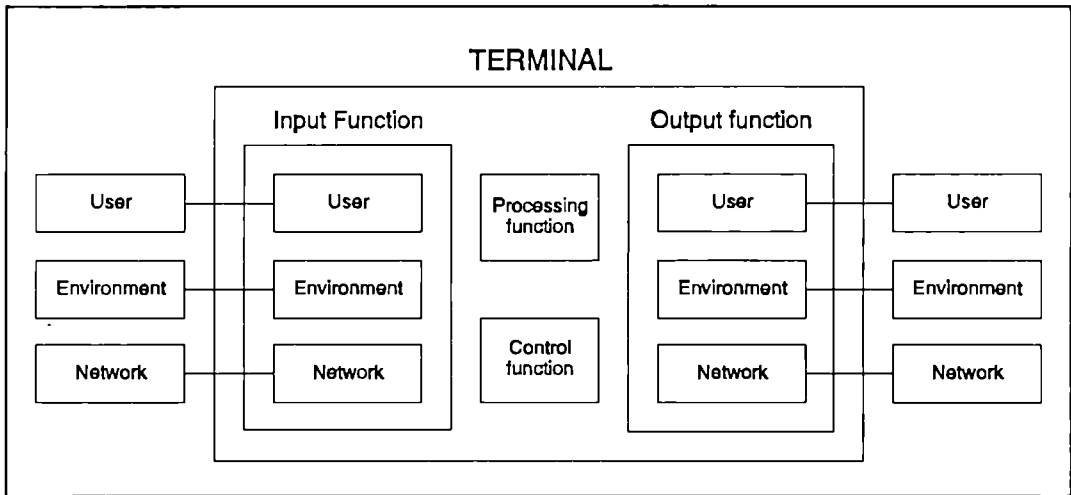 TERMINAL
Input Function
Output function
User
User
Processing
function
User
User
Environment
Environment
Environment
Environment
Control
function
Network
Network
Network
Network